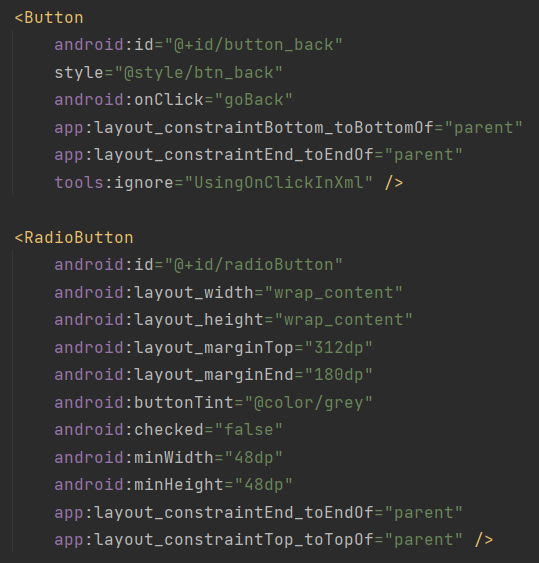 <Button
android:id="@+id/button_back"
style="@style/btn_back"
android:onClick="goBack"
app:layout_constraintBottom_toBottomOf="parent"
app:layout_constraintEnd_toEndOf="parent"
tools:ignore="UsingOnClickInXml" />
<RadioButton
android:id="@+id/radioButton"
android:layout_width="wrap_content"
android:layout_height="wrap_content"
android:layout_marginTop="312dp"
android:layout_marginEnd="180dp"
android:buttonTint="@color/grey"
android:checked="false"
android:minWidth="48dp"
android:minHeight="48dp"
app:layout_constraintEnd_toEndOf="parent"
app:layout_constraintTop_toTopOf="parent" />